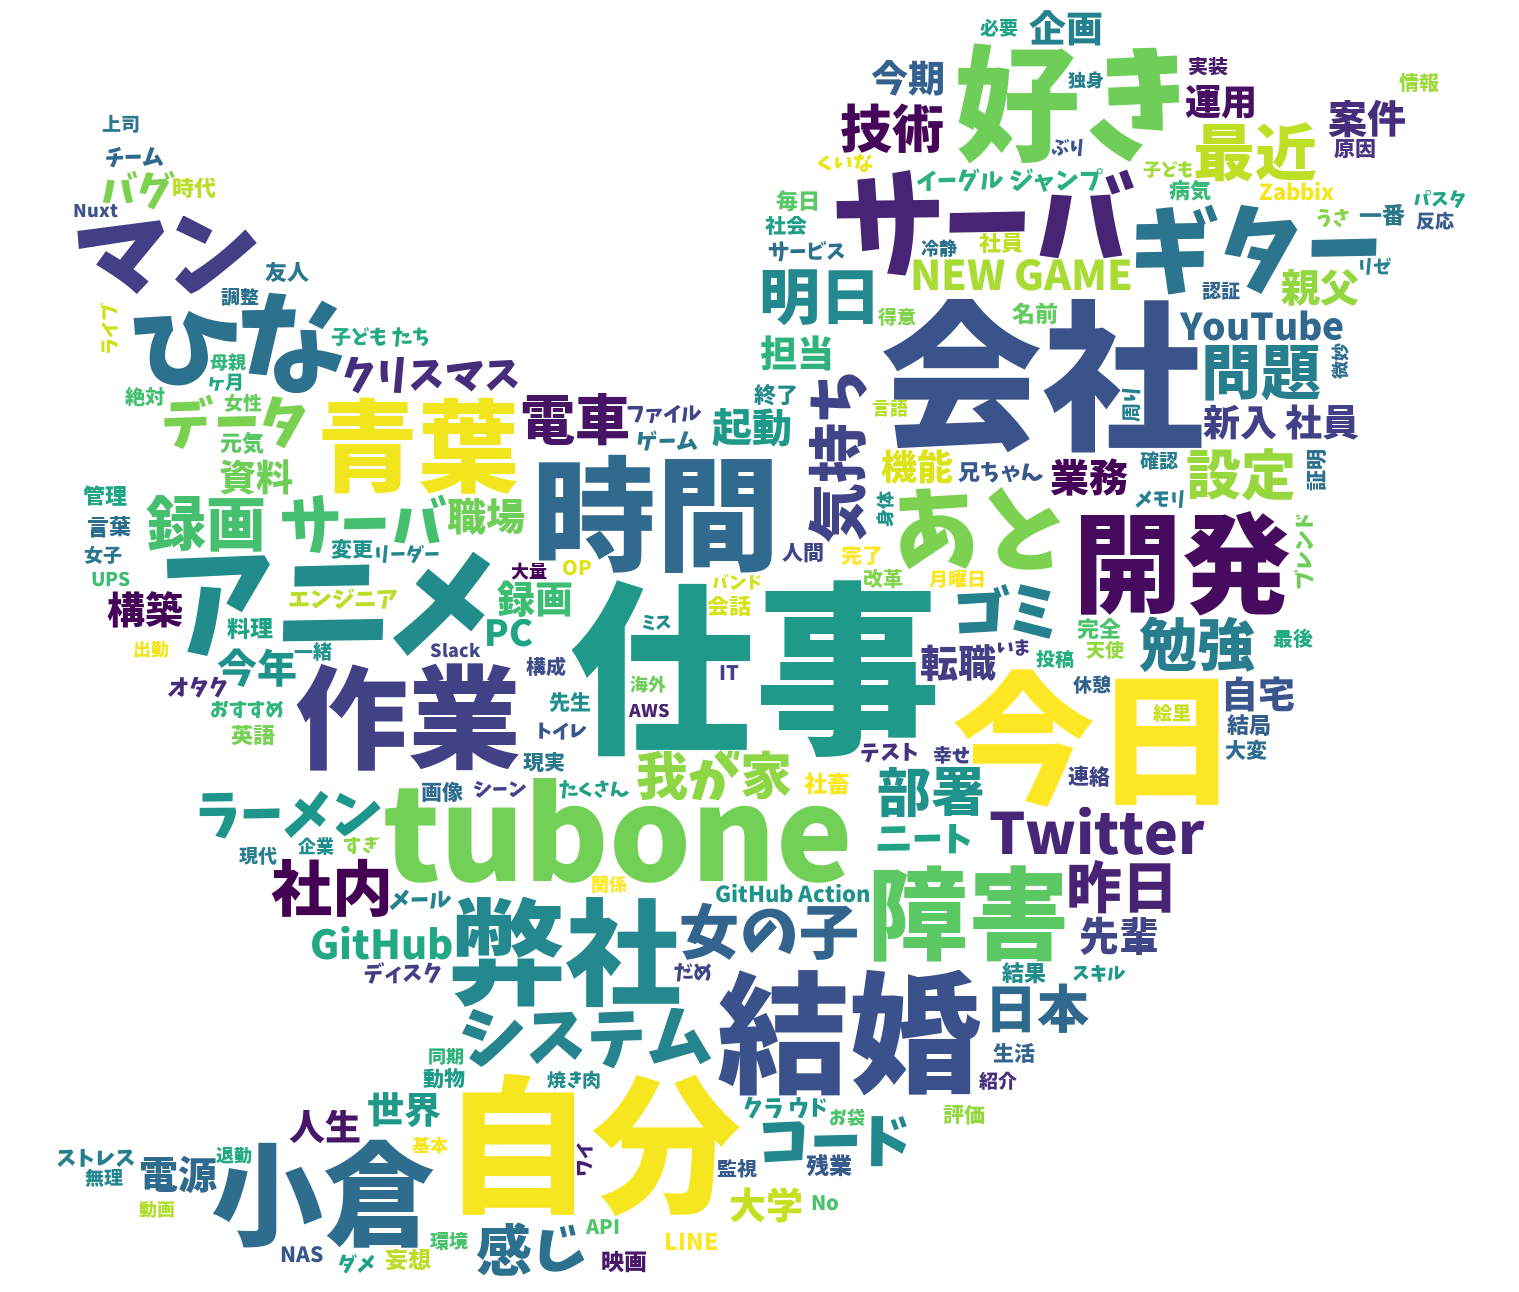 必要 企画
今期 好き 独身 実装 情報
技術 運用 案件
上司 ぶり 最近 原因
チーム くいな 子ども
バグ 時代 イーグル ジャンプ 病気 Zabbix パスタ
Nuxt 毎日 サーバ うさ 一番 反応
マン 社会 ギター
サービス 冷静 社員 リゼ
友人 NEW GAME 親父
調整 明日 認証
ひな 得意 名前 YouTube
ライブ 子ども たち 担当 会社 問題 微妙
母親 クリスマス
ケ月 終了 周り
絶対 女性 電車 ファイル 気持ち 言語 新入 社員
データ 青葉 ゲーム 起動
元気 機能 兄ちゃん 業務 確認 設定 証明
資料 時間
管理 録画 サーバ 職場 身体 あと メモリ
言葉 開発 ブレンド
女子 変更 リーダー 人間 完了
UPS アニメ 大量 OP バンド 改革 月曜日
構築 エンジニア 録画 会話 ゴミ
料理 PC ミス 仕事 完全 勉強 最後
出勤 今年 一緒 Slack 転職 いま 投稿 天使
オタク 作業 構成 IT 海外 休憩 自宅
おすすめ 先生 AWS 今日 絵里 結局
英語 トイレ 大変
現実 我が家 テスト 幸せ
画像 シーン たくさん 社畜 部署 連絡
ラーメン tubone Twitter
現代 企業 すぎ ニート
社内 メール 関係 GitHub Action 障害 昨日
GitHub 弊社 女の子 先輩
ディスク だめ 結果 スキル
システム 結婚 日本
同期 生活
動物 焼き肉 紹介
世界 自分 クラウド お袋 評価
人生 コード
ストレス 退勤 基本 ワイ 監視 残業
無理 電源 小倉
動画 大学 No
環境 感じ API
NAS ダメ 妄想 映画 LINE